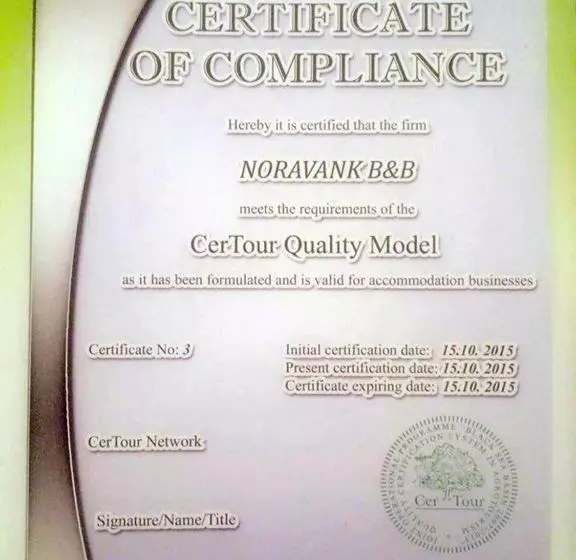 CERTIFICATE
OF COMPLIANCE
Hereby it is certified that the firm
NORAVANK B&B
meets the requirements of the
CerTour Quality Model
as it has been formulated and is valid for accommodation businesses
Certificate No: 3
Initial certification date: 15.10. 2015
Present certification date: 15.10. 2015
Certificate expiring date: 15.10. 2015
CerTour Network
Cer Tour
Signature/Name/Title